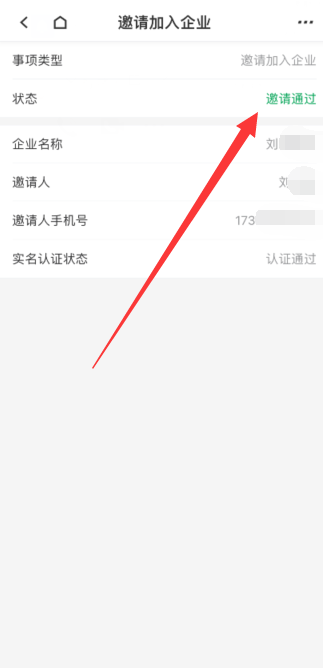 邀请加入企业
事项类型 邀请加入企业
状态 邀请通过
企业名称 刘
邀请人 刘
邀请人手机号 173
实名认证状态 认证通过